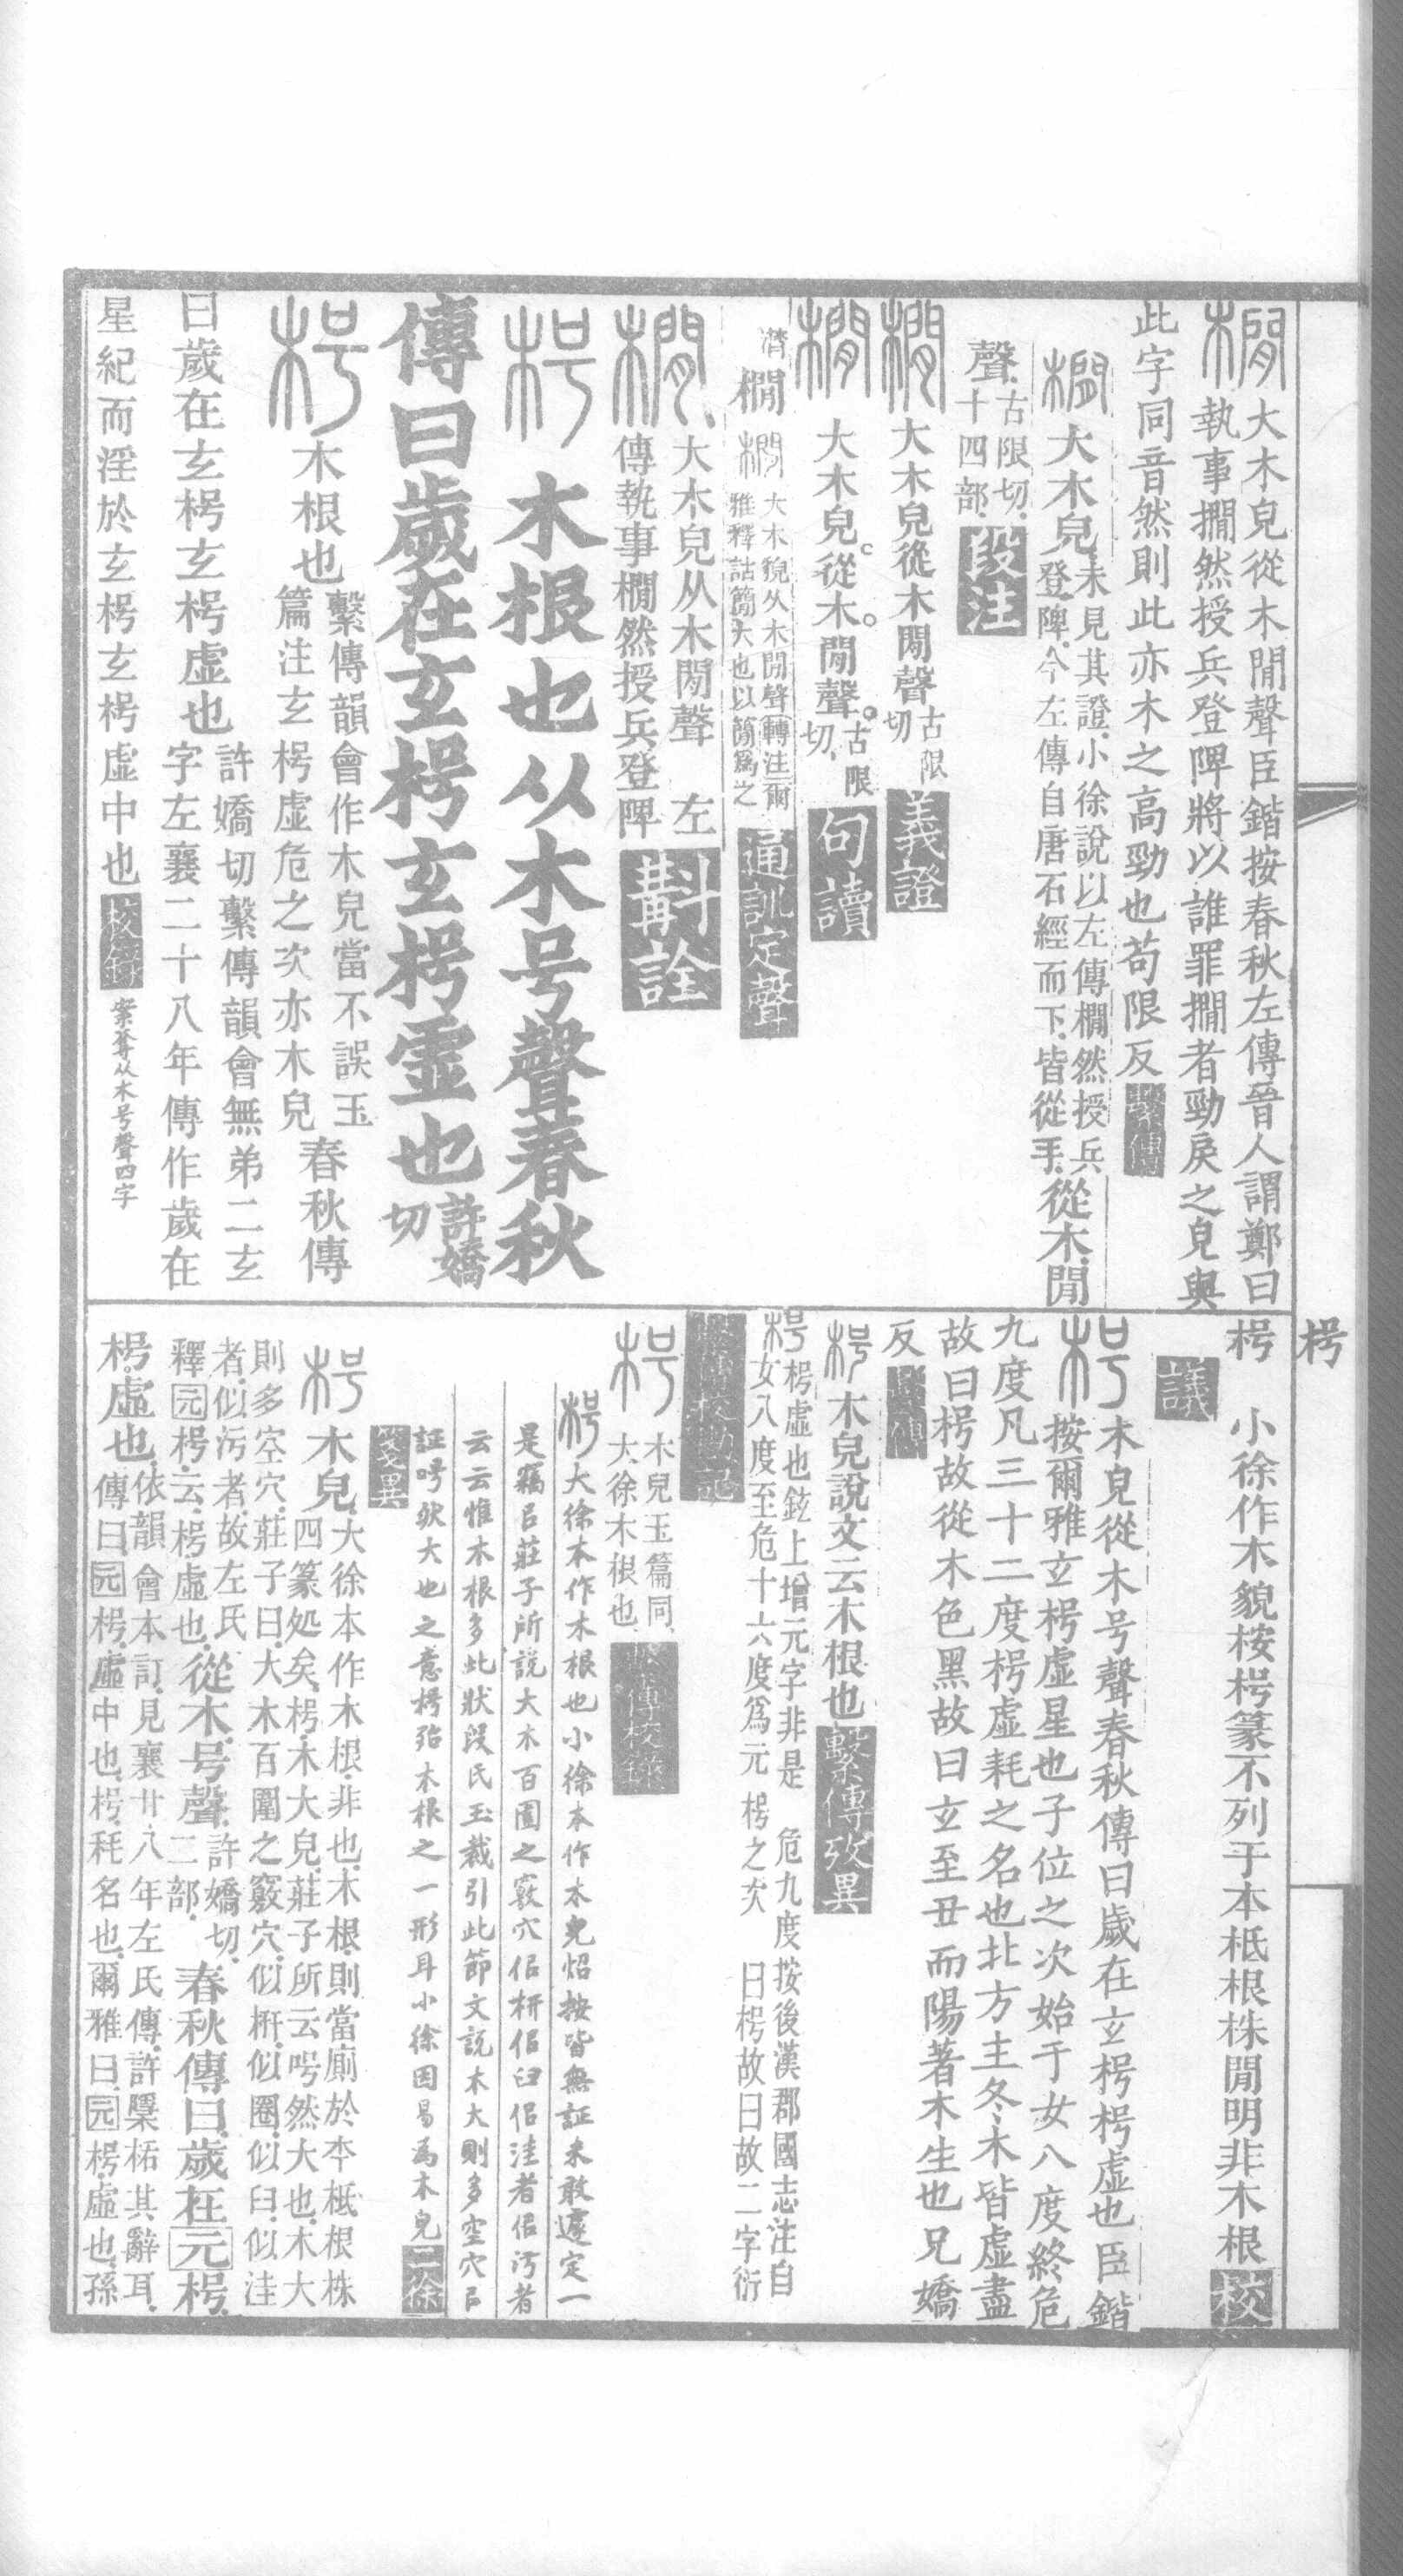 橺 大木皃從木閒聲臣鍇按春秋左傳晉人謂鄭曰
執事撊然授兵登陴將以誰罪撊者勁戾之皃與
此字同音然則此亦木之高勁也苟限反 繫傳
橺 大木皃未見其證小徐說以左傳橺然授兵
登陴今左傳自唐石經而下皆從手從木閒
聲古限切十四部 段注
橺 大木皃從木閒聲古限切 義證
橺 大木皃從木閒聲古限切 句讀
橺 橺 大木貌从木閒聲轉注爾
雅釋詁簡大也以簡爲之 通訓定聲
橺 大木皃从木閒聲 左
傳執事橺然授兵登陴 斠詮
枵 木根也从木号聲春秋
傳曰歲在玄枵玄枵虛也許嬌切
枵 木根也繫傳韻會作木皃當不誤玉
篇注玄枵虛危之次亦木皃 春秋傳
曰歲在玄枵玄枵虛也許嬌切繫傳韻會無弟二玄
字左襄二十八年傳作歲在
星紀而淫於玄枵玄枵虛中也 校錄 案奪从木号聲四字
枵
枵 小徐作木貌桉枵篆不列于本柢根株閒明非木根 校
議
枵 木皃從木号聲春秋傳曰歲在玄枵枵虛也臣鍇
按爾雅玄枵虛星也子位之次始于女八度終危
九度凡三十二度枵虛耗之名也北方主冬木皆虛盡
故曰枵故從木色黑故曰玄至丑而陽著木生也兄嬌
反 繫傳
枵 木皃說文云木根也 繫傳攷異
枵 枵虛也鉉上增元字非是 危九度按後漢郡國志注自
女八度至危十六度爲元枵之次 曰枵故曰故二字衍
繫傳校勘記
枵 木皃玉篇同
大徐木根也 繫傳校錄
枵 大徐本作木根也小徐本作木皃炤按皆無証未敢遽定一
是竊㠯莊子所說大木百圍之竅穴佀枅佀臼佀洼者佀汚者
云云惟木根多此狀段氏玉裁引此節文說木大則多空穴㠯
証呺然大也之意枵殆木根之一形耳小徐因易爲木皃 二徐
箋異
枵 木皃大徐本作木根非也木根則當廁於本柢根株
四篆処矣枵木大皃莊子所云呺然大也木大
則多空穴莊子曰大木百圍之竅穴似枅似圈似臼似洼
者似污者故左氏
釋元枵云枵虛也從木号聲許嬌切二部春秋傳曰歲在元枵
枵虛也依韻會本訂見襄廿八年左氏傳許櫽桰其辭耳
傳曰元枵虛中也枵秏名也爾雅曰元枵虛也孫